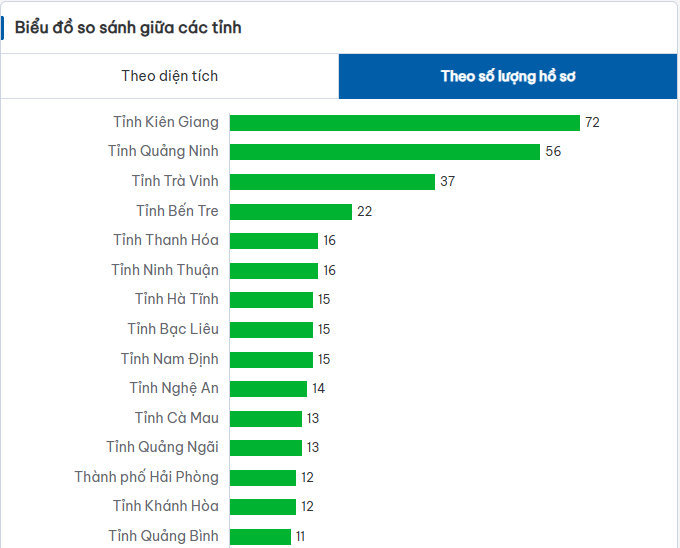 Biểu đồ so sánh giữa các tỉnh
Theo diện tích Theo số lượng hồ sơ
Tỉnh Kiên Giang 72
Tỉnh Quảng Ninh 56
Tỉnh Trà Vinh 37
Tỉnh Bến Tre 22
Tỉnh Thanh Hóa 16
Tỉnh Ninh Thuận 16
Tỉnh Hà Tĩnh 15
Tỉnh Bạc Liêu 15
Tỉnh Nam Định 15
Tỉnh Nghệ An 14
Tỉnh Cà Mau 13
Tỉnh Quảng Ngãi 13
Thành phố Hải Phòng 12
Tỉnh Khánh Hòa 12
Tỉnh Quảng Bình 11